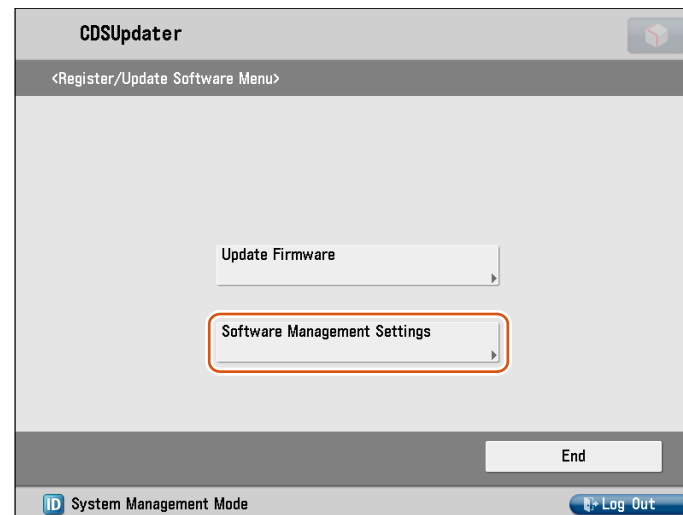 CDSUpdater
<Register/Update Software Menu>
Update Firmware
Software Management Settings
End
ID System Management Mode
Log Out